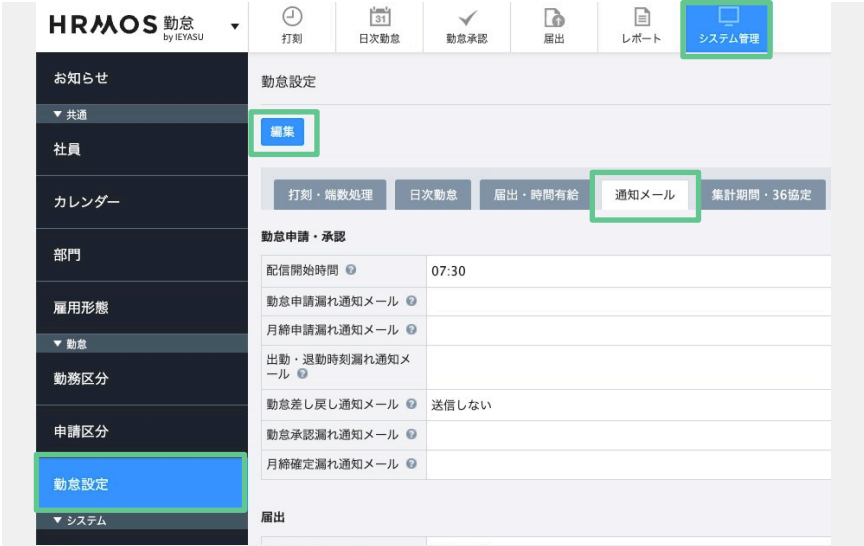 HRMOS 勤怠
by IEYASU
打刻
31
日次勤怠
勤怠承認
届出
レポート
システム管理
お知らせ
▼ 共通
社員
カレンダー
部門
雇用形態
▼ 勤怠
勤務区分
申請区分
勤怠設定
▼ システム
勤怠設定
編集
打刻・端数処理
日次勤怠
届出・時間有給
通知メール
集計期間・36協定
勤怠申請・承認
配信開始時間 ?
07:30
勤怠申請漏れ通知メール ?
月締申請漏れ通知メール ?
出勤・退勤時刻漏れ通知メ
ール ?
勤怠差し戻し通知メール ?
送信しない
勤怠承認漏れ通知メール ?
月締確定漏れ通知メール ?
届出